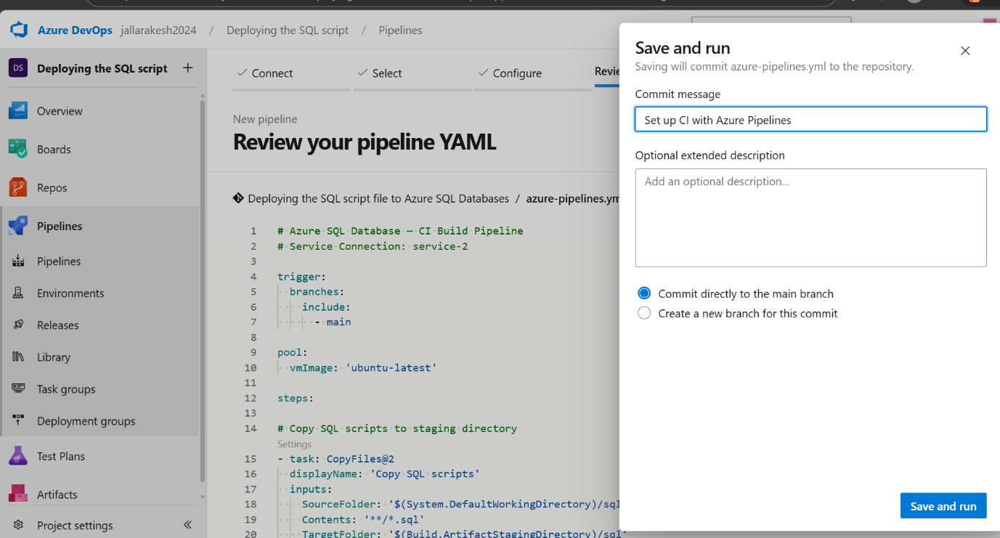 Azure DevOps jallarakesh2024 / Deploying the SQL script / Pipelines
DS Deploying the SQL script +
Overview
Boards
Repos
Pipelines
Pipelines
Environments
Releases
Library
Task groups
Deployment groups
Test Plans
Artifacts
Project settings
Connect Select Configure
New pipeline
Review your pipeline YAML
Deploying the SQL script file to Azure SQL Databases /
1 # Azure SQL Database — CI Build Pipeline
2 # Service Connection: service-2
3
4 trigger:
5 branches:
6 include:
7 - main
8
9 pool:
10 vmImage: 'ubuntu-latest'
11
12 steps:
13
14 # Copy SQL scripts to staging directory
Settings
15 - task: CopyFiles@2
16 displayName: 'Copy SQL scripts'
17 inputs:
18 SourceFolder: '$(System.DefaultWorkingDirectory)/sql
19 Contents: '**/*.sql'
20 TargetFolder: '$(Build.ArtifactStagingDirectory)/sql'
Save and run
Saving will commit azure-pipelines.yml to the repository.
Commit message
Set up CI with Azure Pipelines
Optional extended description
Add an optional description...
Commit directly to the main branch
Create a new branch for this commit
Save and run